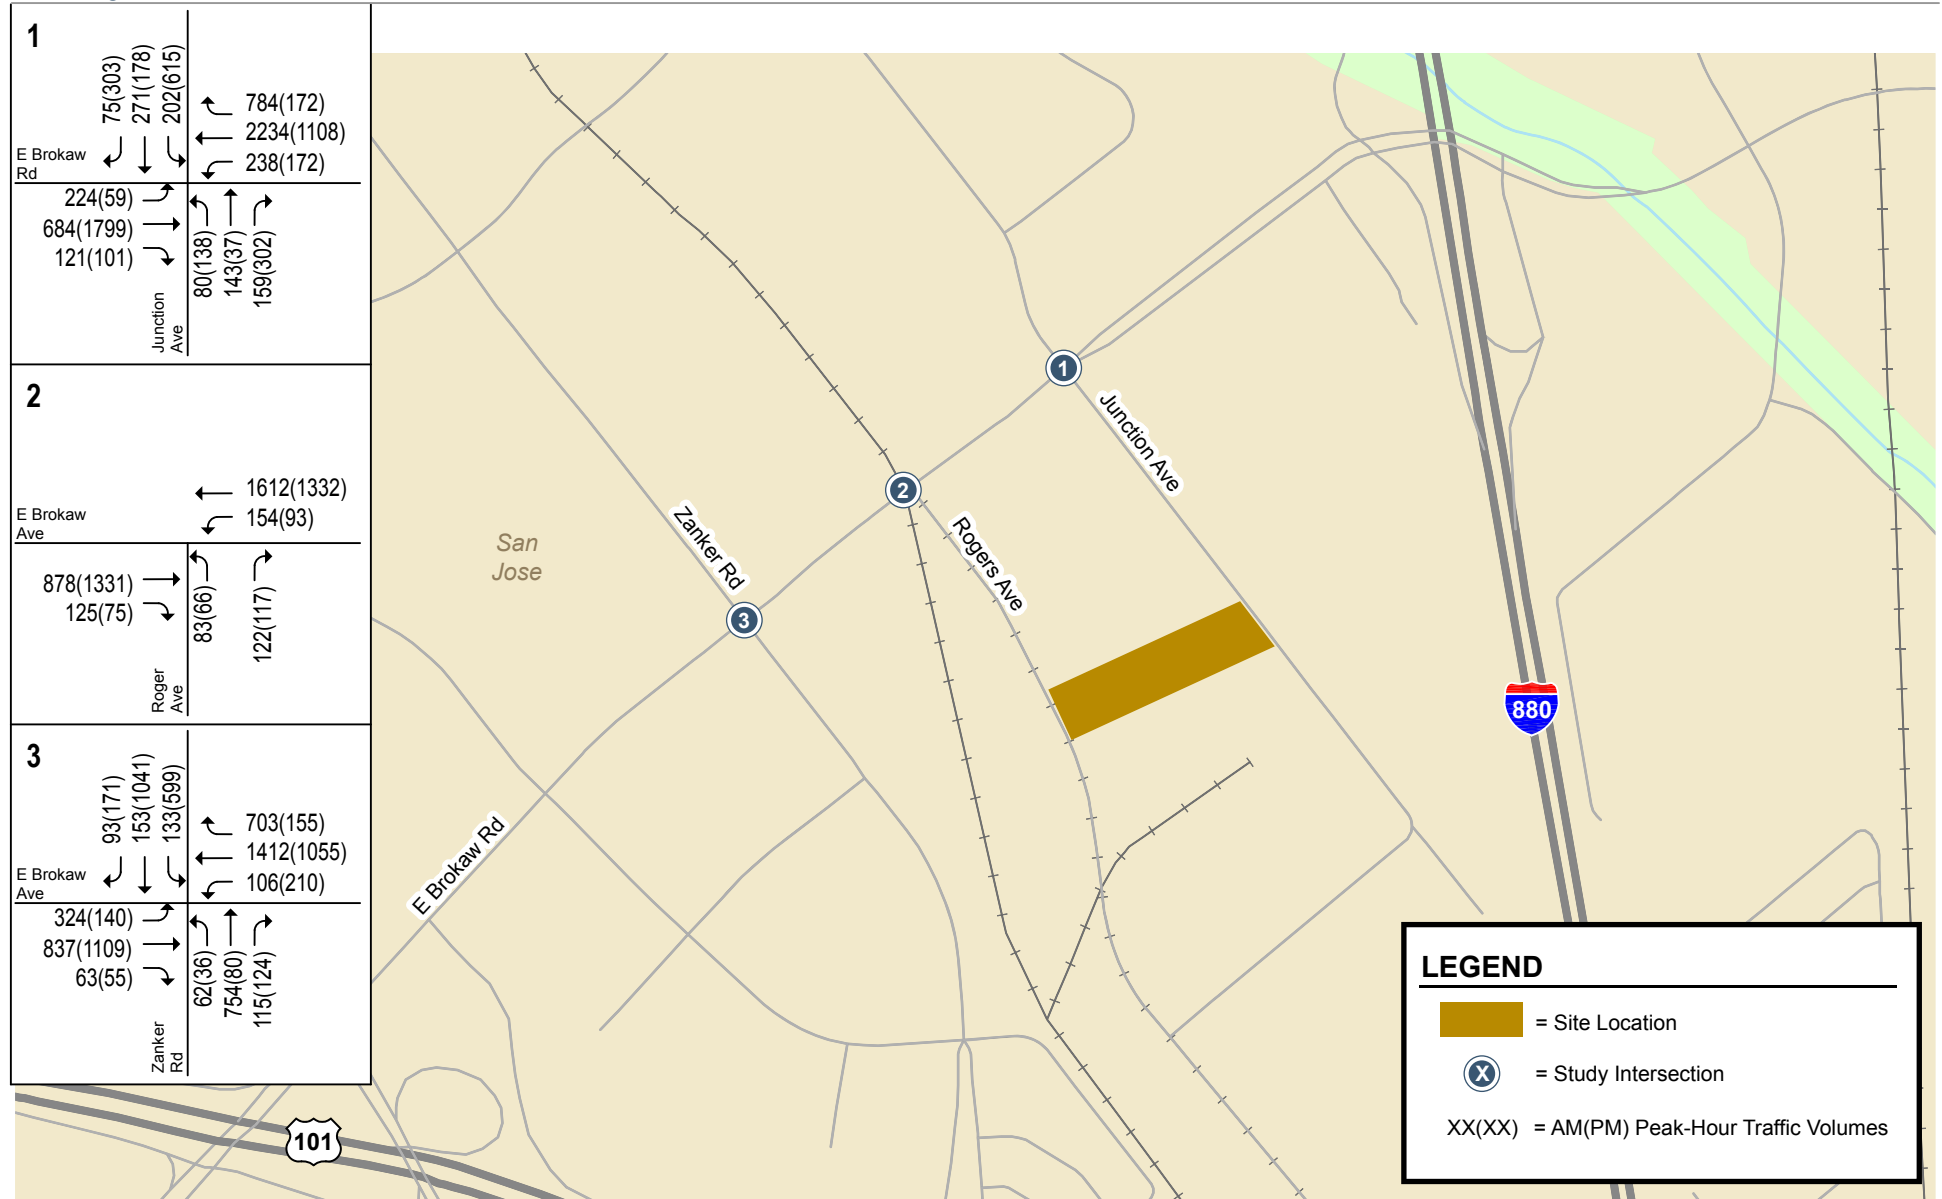 1
75(303)
271(178)
202(615)
784(172)
2234(1108)
238(172)
E Brokaw
Rd
224(59)
684(1799)
121(101)
80(138)
143(37)
159(302)
Junction
Ave
2
1612(1332)
154(93)
E Brokaw
Ave
878(1331)
125(75)
83(66)
122(117)
Roger
Ave
3
93(171)
153(1041)
133(599)
703(155)
1412(1055)
106(210)
E Brokaw
Ave
324(140)
837(1109)
63(55)
62(36)
754(80)
115(124)
Zanker
Rd
1
Junction Ave
2
Rogers Ave
Zanker Rd
3
San
Jose
E Brokaw Rd
880
101
LEGEND
= Site Location
X = Study Intersection
XX(XX) = AM(PM) Peak-Hour Traffic Volumes